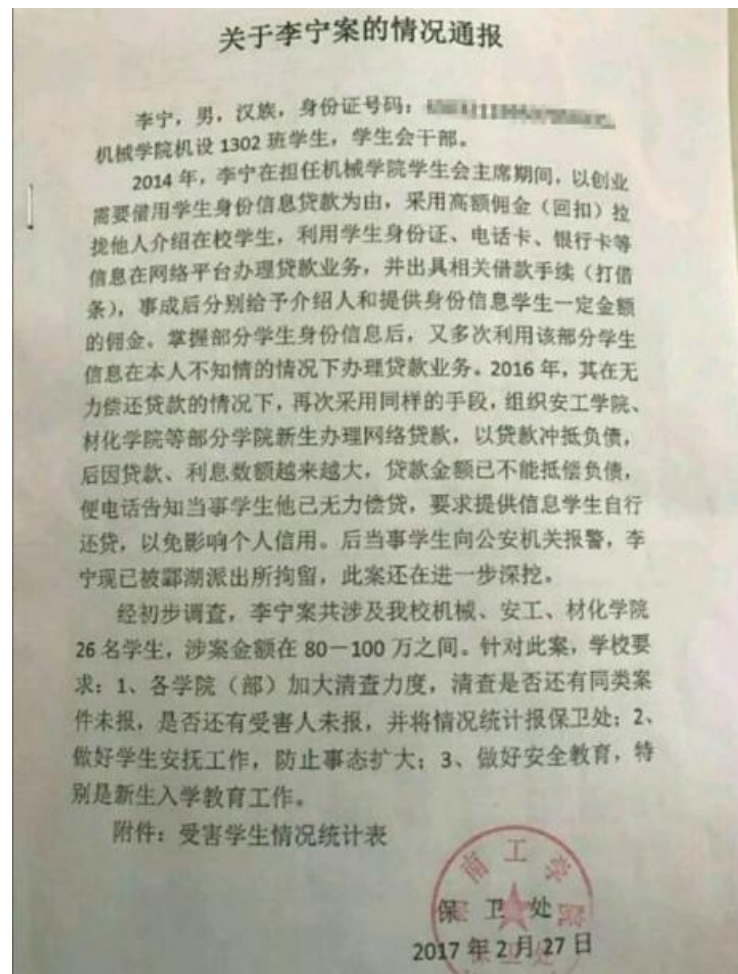 关于李宁案的情况通报
李宁，男，汉族，身份证号码：
机械学院机设 1302 班学生，学生会干部。
2014 年，李宁在担任机械学院学生会主席期间，以创业
需要借用学生身份信息贷款为由，采用高额佣金（回扣）拉
拢他人介绍在校学生，利用学生身份证、电话卡、银行卡等
信息在网络平台办理贷款业务，并出具相关借款手续（打借
条），事成后分别给予介绍人和提供身份信息学生一定金额
的佣金。掌握部分学生身份信息后，又多次利用该部分学生
信息在本人不知情的情况下办理贷款业务。2016 年，其在无
力偿还贷款的情况下，再次采用同样的手段，组织安工学院、
材化学院等部分学院新生办理网络贷款，以贷款冲抵负债，
后因贷款、利息数额越来越大，贷款金额已不能抵偿负债，
便电话告知当事学生他已无力偿贷，要求提供信息学生自行
还贷，以免影响个人信用。后当事学生向公安机关报警，李
宁现已被酃湖派出所拘留，此案还在进一步深挖。
经初步调查，李宁案共涉及我校机械、安工、材化学院
26 名学生，涉案金额在 80－100 万之间。针对此案，学校要
求：1、各学院（部）加大清查力度，清查是否还有同类案
件未报，是否还有受害人未报，并将情况统计报保卫处；2、
做好学生安抚工作，防止事态扩大；3、做好安全教育，特
别是新生入学教育工作。
附件：受害学生情况统计表
南工学院
保卫处
2017 年 2 月 27 日